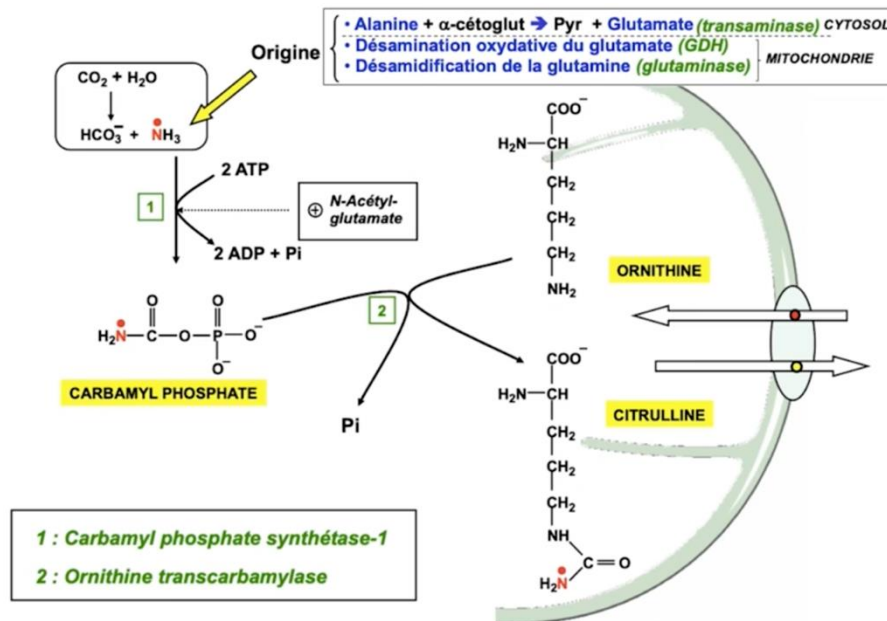 • Alanine + α-cétoglut ➔ Pyr + Glutamate (transaminase) CYTOSOL
Origine
• Désamination oxydative du glutamate (GDH)
• Désamidification de la glutamine (glutaminase)
MITOCHONDRIE
CO2 + H2O
HCO3− + NH3
2 ATP
1
⊕ N-Acétyl-
glutamate
2 ADP + Pi
COO−
H2N—CH
CH2
CH2
CH2
NH2
ORNITHINE
O O
H2N—C—O—P—O−
O−
CARBAMYL PHOSPHATE
2
Pi
COO−
H2N—CH
CITRULLINE
CH2
CH2
CH2
NH
C=O
H2N
1 : Carbamyl phosphate synthétase-1
2 : Ornithine transcarbamylase